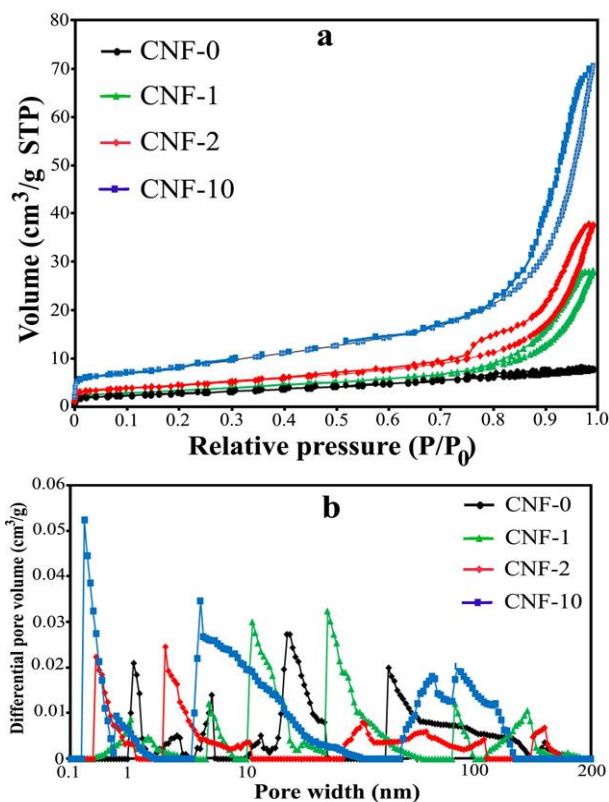 a
CNF-0
CNF-1
CNF-2
CNF-10
Volume (cm³/g STP)
80
70
60
50
40
30
20
10
0
0 0.1 0.2 0.3 0.4 0.5 0.6 0.7 0.8 0.9 1.0
Relative pressure (P/P₀)
b
CNF-0
CNF-1
CNF-2
CNF-10
Differential pore volume (cm³/g)
0.06
0.05
0.04
0.03
0.02
0.01
0
0.1 1 10 100 200
Pore width (nm)